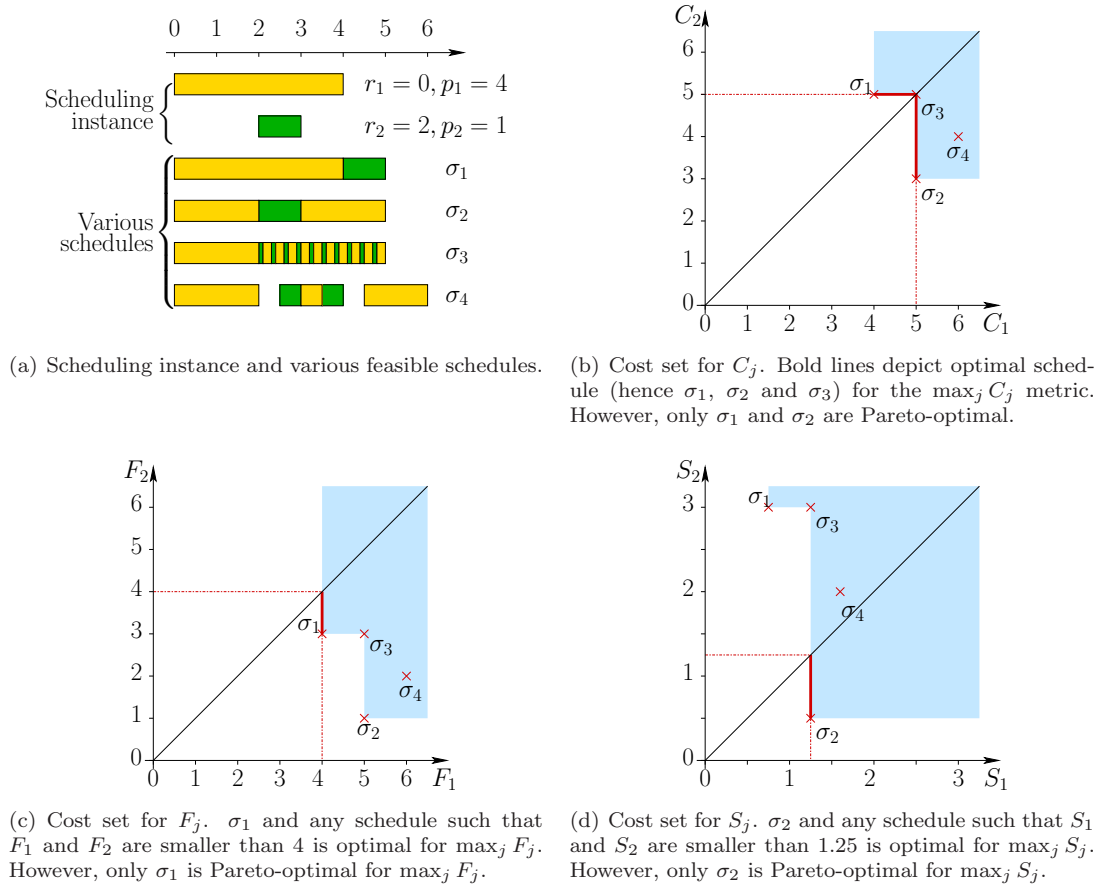 0 1 2 3 4 5 6
Scheduling
instance
r₁ = 0, p₁ = 4
r₂ = 2, p₂ = 1
Various
schedules
σ₁
σ₂
σ₃
σ₄
(a) Scheduling instance and various feasible schedules.
C₂
6
5
4
3
2
1
0
0 1 2 3 4 5 6
C₁
σ₁
σ₃
σ₄
σ₂
(b) Cost set for Cⱼ. Bold lines depict optimal sched-
ule (hence σ₁, σ₂ and σ₃) for the maxⱼ Cⱼ metric.
However, only σ₁ and σ₂ are Pareto-optimal.
F₂
6
5
4
3
2
1
0
0 1 2 3 4 5 6
F₁
σ₁
σ₃
σ₄
σ₂
(c) Cost set for Fⱼ. σ₁ and any schedule such that
F₁ and F₂ are smaller than 4 is optimal for maxⱼ Fⱼ.
However, only σ₁ is Pareto-optimal for maxⱼ Fⱼ.
S₂
3
2
1
0
0 1 2 3
S₁
σ₁
σ₃
σ₄
σ₂
(d) Cost set for Sⱼ. σ₂ and any schedule such that S₁
and S₂ are smaller than 1.25 is optimal for maxⱼ Sⱼ.
However, only σ₂ is Pareto-optimal for maxⱼ Sⱼ.